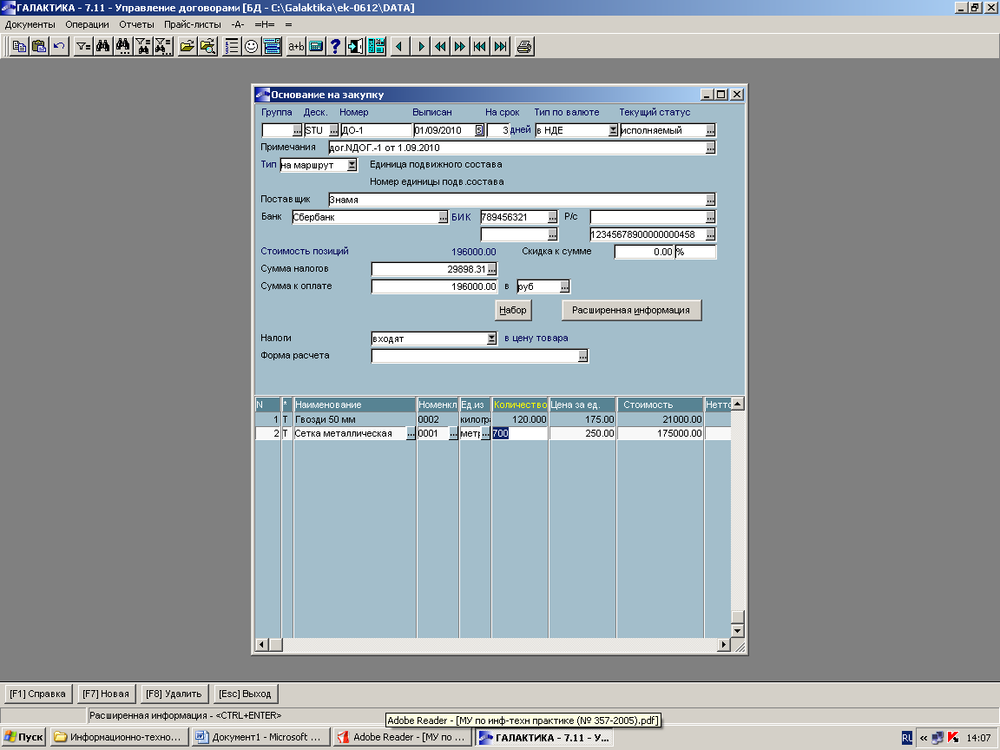 ГАЛАКТИКА - 7.11 - Управление договорами [БД - C:\Galaktika\ek-0612\DATA]
Документы Операции Отчеты Прайс-листы -А- =Н= =
a+b ?
Основание на закупку
Группа Деск. Номер Выписан На срок Тип по валюте Текущий статус
... STU ... ДО-1 01/09/2010 5 3 дней в НДЕ исполняемый ...
Примечания дог.NДОГ.-1 от 1.09.2010 ...
Тип на маршрут Единица подвижного состава
Номер единицы подв.состава
Поставщик Знамя ...
Банк Сбербанк ... БИК 789456321 ... Р/с ...
... 12345678900000000458 ...
Стоимость позиций 196000.00 Скидка к сумме 0.00 %
Сумма налогов 29898.31 ...
Сумма к оплате 196000.00 в руб ...
Набор Расширенная информация
Налоги входят в цену товара
Форма расчета ...
N * Наименование Номенкл Ед.из Количество Цена за ед. Стоимость Нетто
1 Т Гвозди 50 мм 0002 килогра 120.000 175.00 21000.00
2 Т Сетка металлическая ... 0001 ... метр ... 700 250.00 175000.00
[F1] Справка [F7] Новая [F8] Удалить [Esc] Выход
Расширенная информация - <CTRL+ENTER>
Adobe Reader - [МУ по инф-техн практике (№ 357-2005).pdf]
Пуск Информационно-техно... Документ1 - Microsoft ... Adobe Reader - [МУ по ... ГАЛАКТИКА - 7.11 - У... RU « 14:07